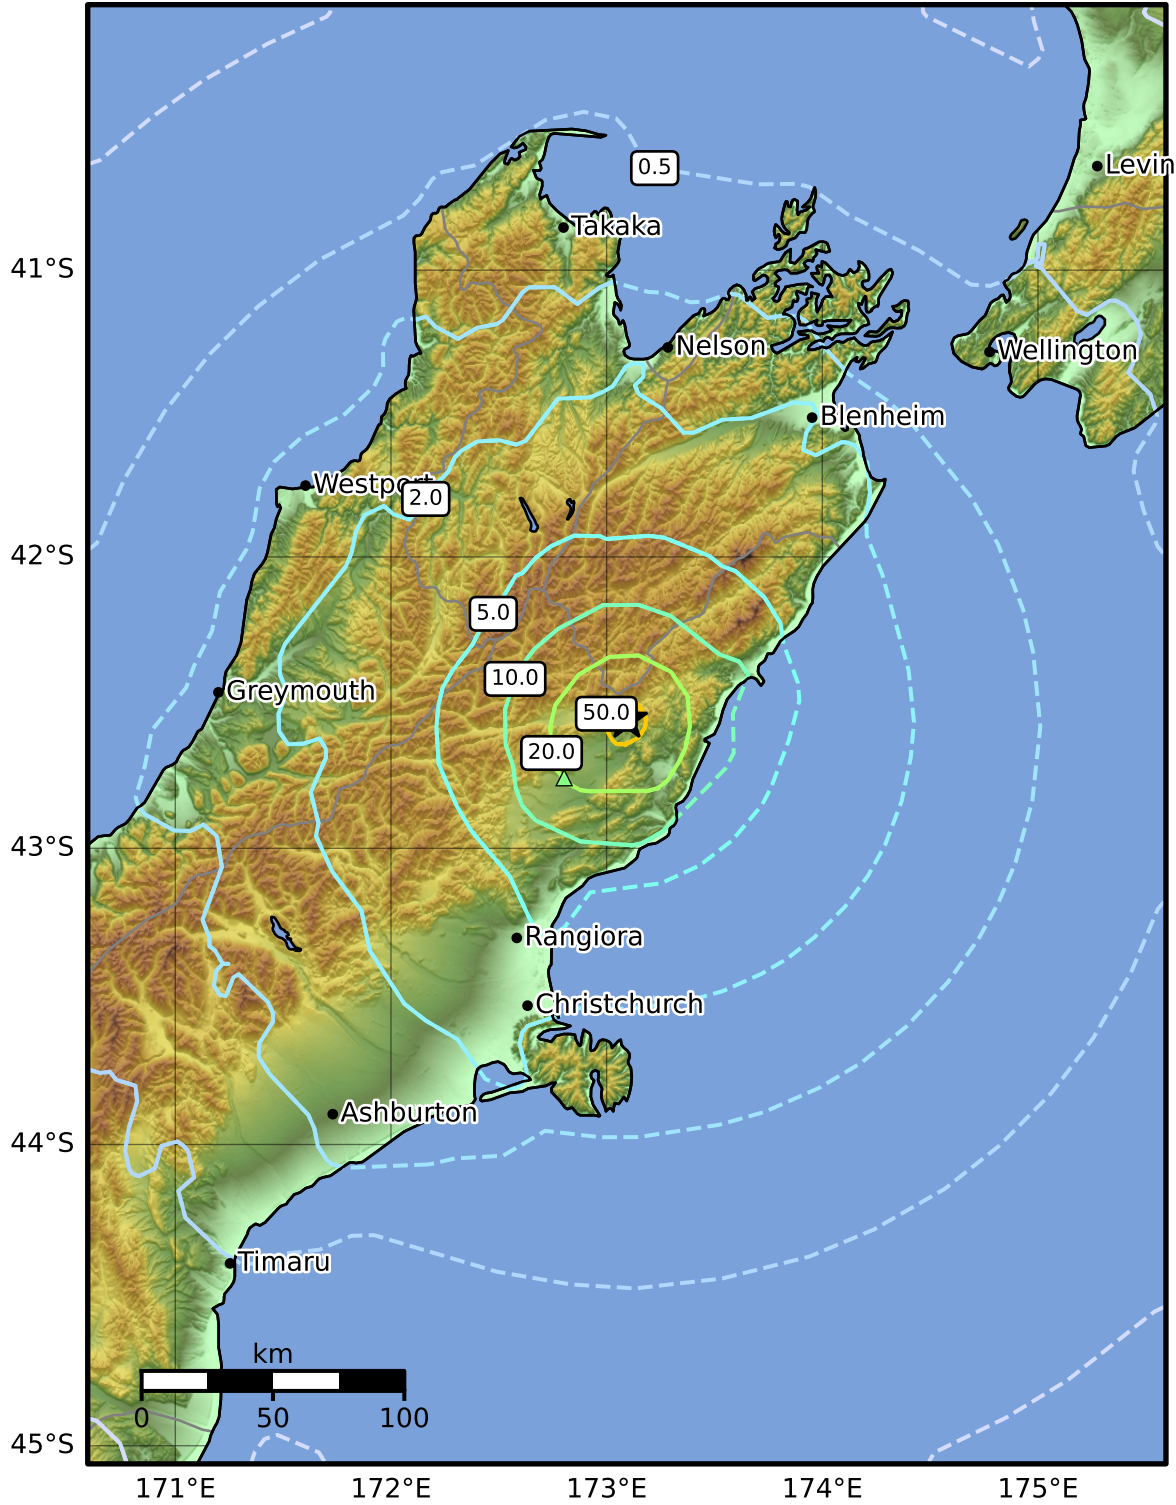 0.5
Levin
Takaka
41°S
Nelson
Wellington
Blenheim
Westport
2.0
42°S
5.0
10.0
Greymouth
50.0
20.0
43°S
Rangiora
Christchurch
Ashburton
44°S
Timaru
km
0 50 100
45°S
171°E 172°E 173°E 174°E 175°E